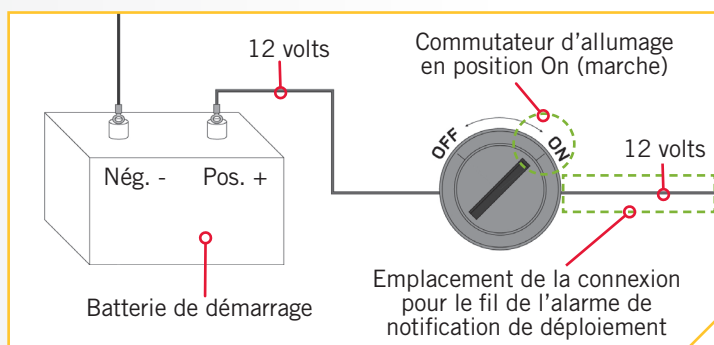 12 volts
Commutateur d'allumage
en position On (marche)
OFF
ON
12 volts
Nég. -
Pos. +
Batterie de démarrage
Emplacement de la connexion
pour le fil de l'alarme de
notification de déploiement